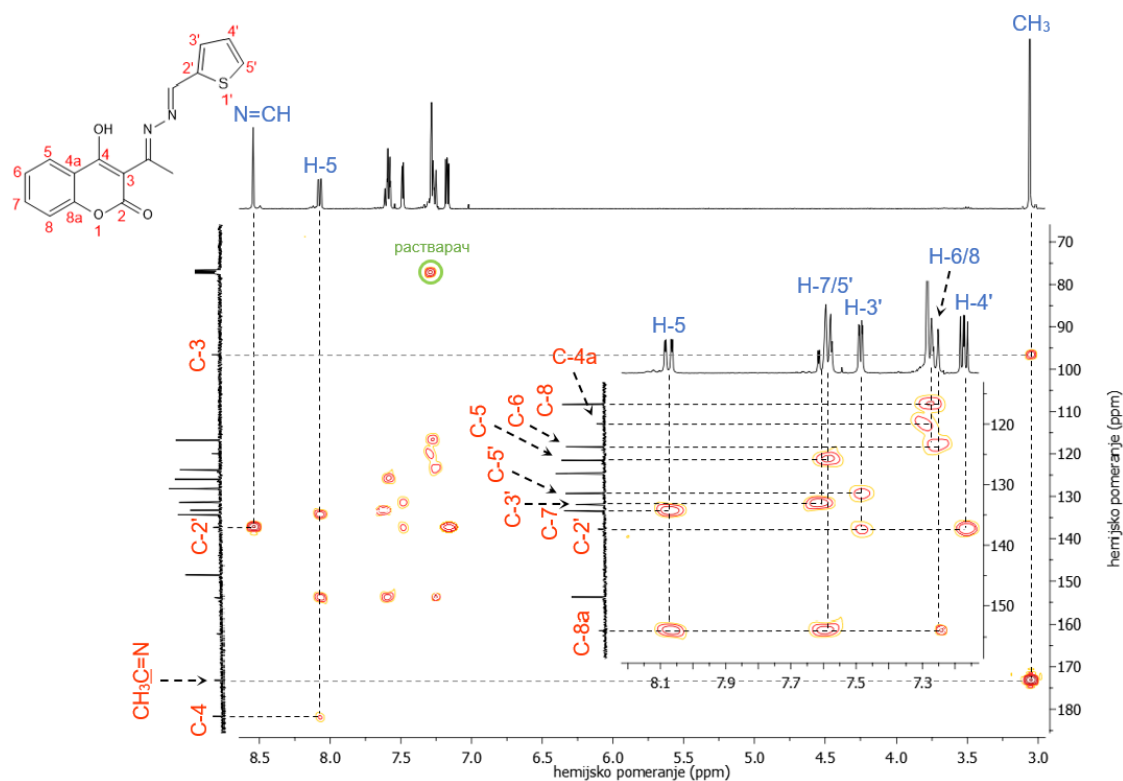 CH₃
N=CH
H-5
3'
4'
2'
5'
S
1'
N
N
OH
5
4
4a
6
3
7
2
O
8a
O
8
1
растварач
H-6/8
H-7/5'
H-5
H-3'
H-4'
C-4a
C-8
C-6
C-5
C-5'
C-3'
C-7
C-2'
C-8a
120
130
140
150
8.1
7.9
7.7
7.5
7.3
C-3
C-2'
CH₃C=N
C-4
70
80
90
100
110
120
130
140
150
160
170
180
hemijsko pomeranje (ppm)
8.5
8.0
7.5
7.0
6.5
6.0
5.5
5.0
4.5
4.0
3.5
3.0
hemijsko pomeranje (ppm)